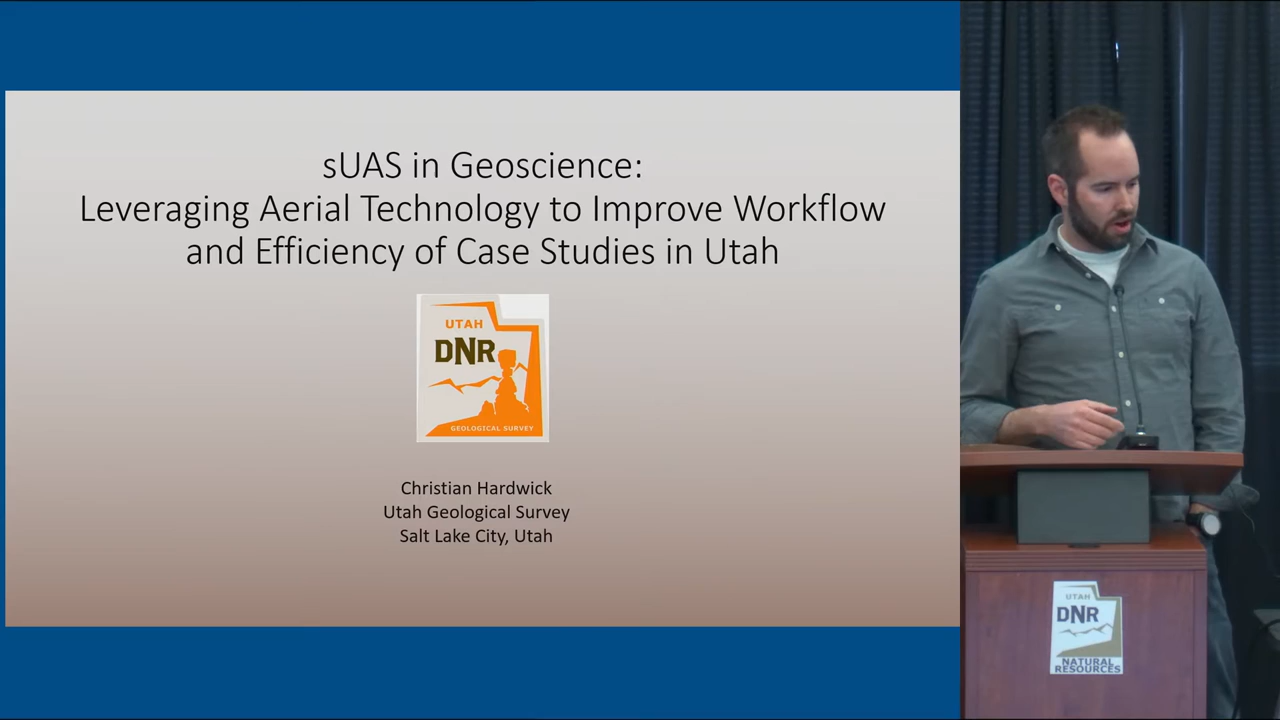 sUAS in Geoscience:
Leveraging Aerial Technology to Improve Workflow
and Efficiency of Case Studies in Utah
UTAH
DNR
GEOLOGICAL SURVEY
Christian Hardwick
Utah Geological Survey
Salt Lake City, Utah
UTAH
DNR
NATURAL
RESOURCES